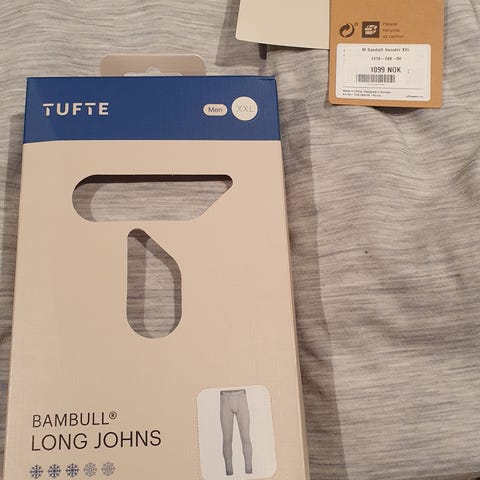 Please
recycle
as carton
M Bambull Sweater XXL
1099 NOK
TUFTE
Men
XXL
BAMBULL®
LONG JOHNS